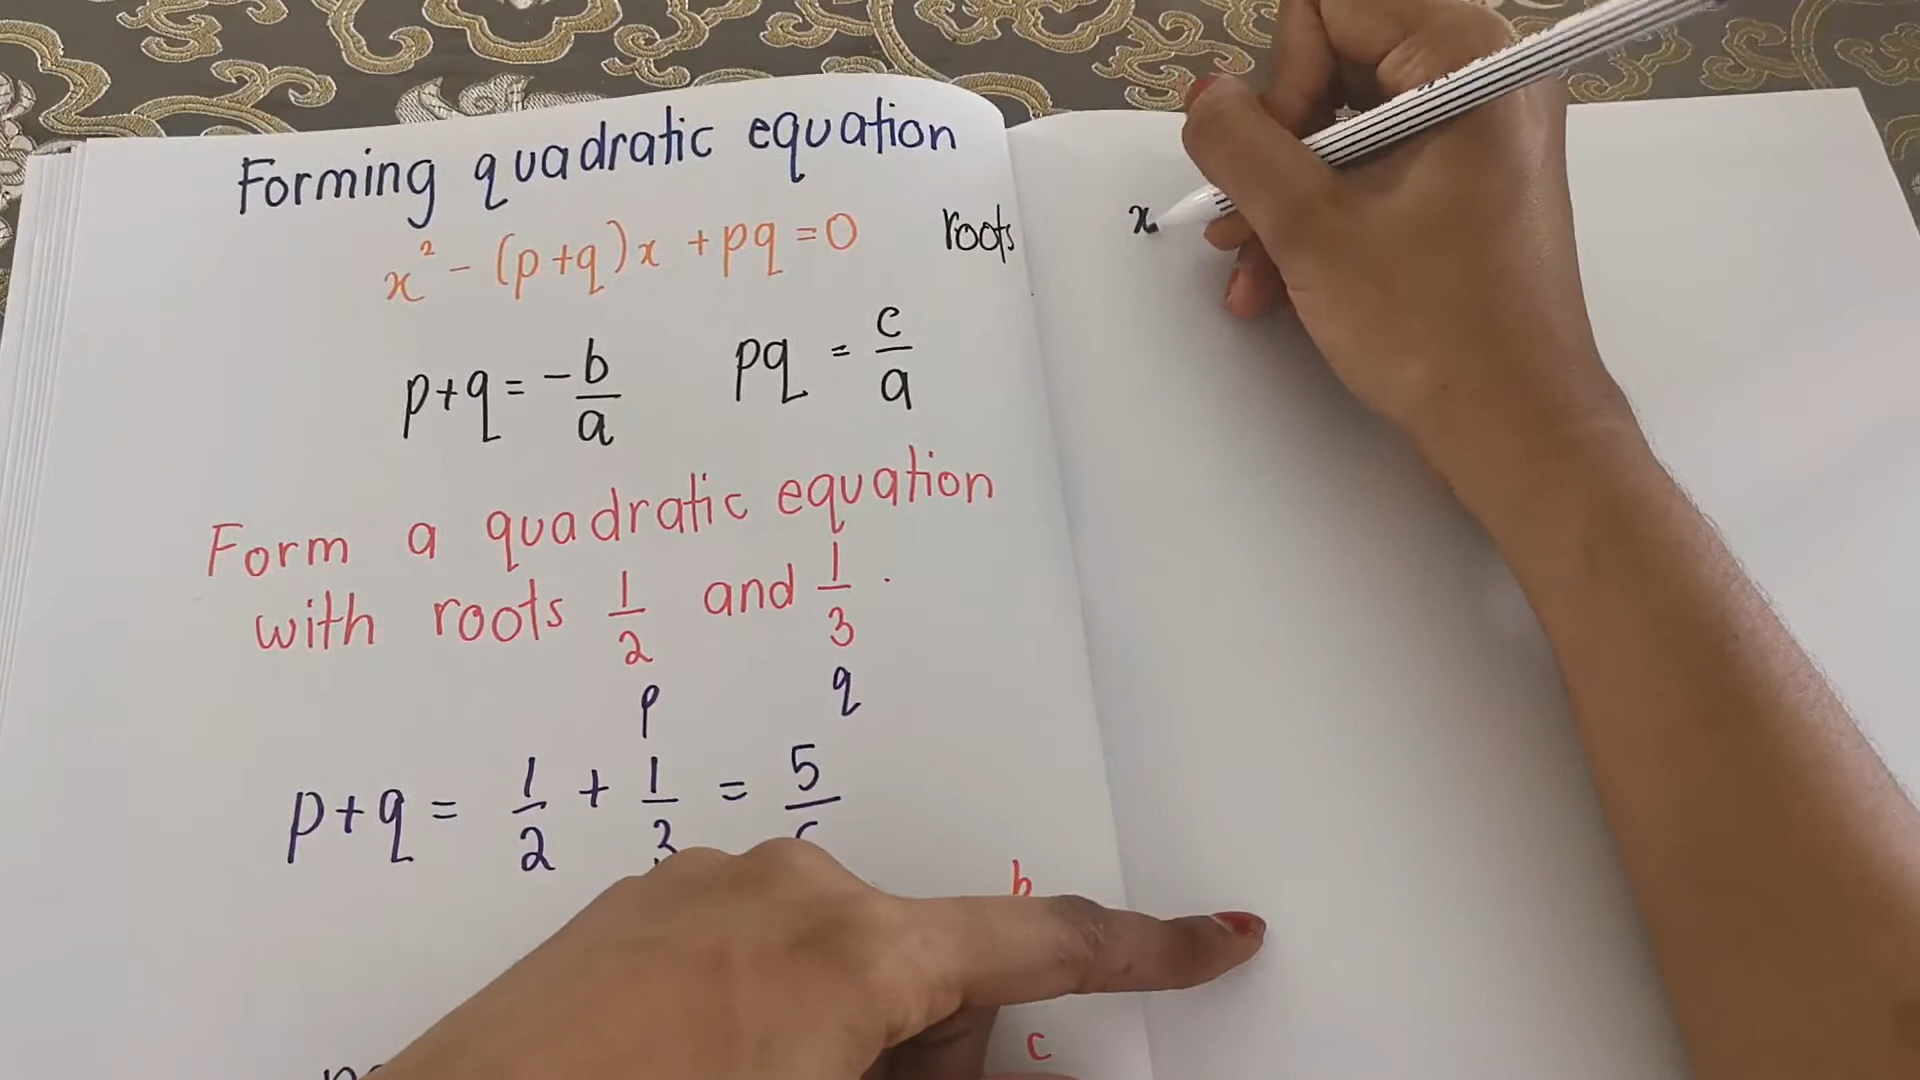 Forming quadratic equation
x² - (p+q)x + pq = 0 roots
p+q = -b/a pq = c/a
Form a quadratic equation
with roots 1/2 and 1/3.
p q
p+q = 1/2 + 1/3 = 5/
b
c
x